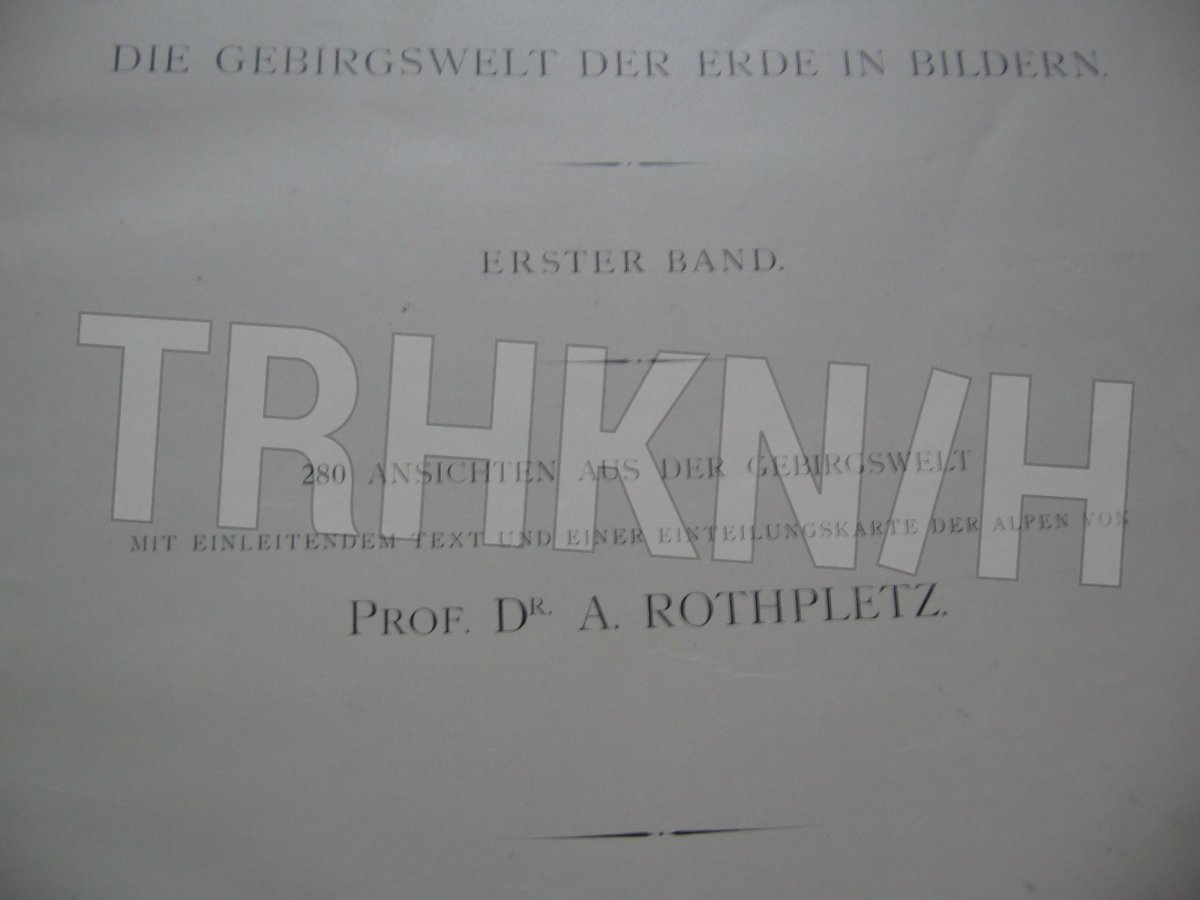 DIE GEBIRGSWELT DER ERDE IN BILDERN.
ERSTER BAND.
TRHKN/H
280 ANSICHTEN AUS DER GEBIRGSWELT
MIT EINLEITENDEM TEXT UND EINER EINTEILUNGSKARTE DER ALPEN VON
PROF. DR. A. ROTHPLETZ.